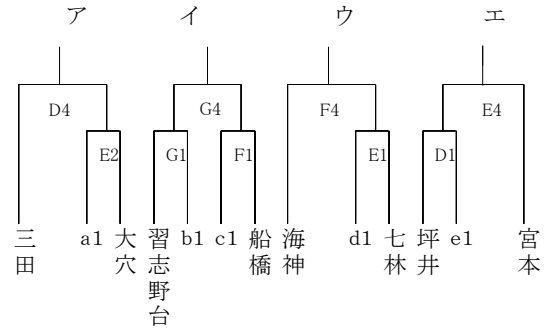 ア イ ウ エ
D4 G4 F4 E4
E2 G1 F1 E1 D1
三田 a1 大穴 習志野台 b1 c1 船橋 海神 d1 七林 坪井 e1 宮本